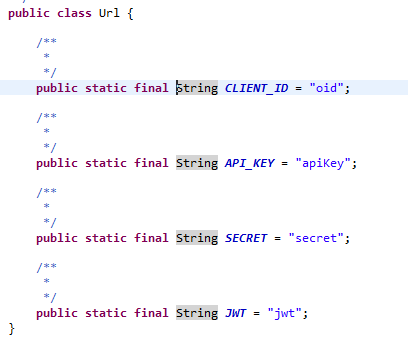 */
public class Url {
/**
*
*/
public static final String CLIENT_ID = "oid";
/**
*
*/
public static final String API_KEY = "apiKey";
/**
*
*/
public static final String SECRET = "secret";
/**
*
*/
public static final String JWT = "jwt";
}